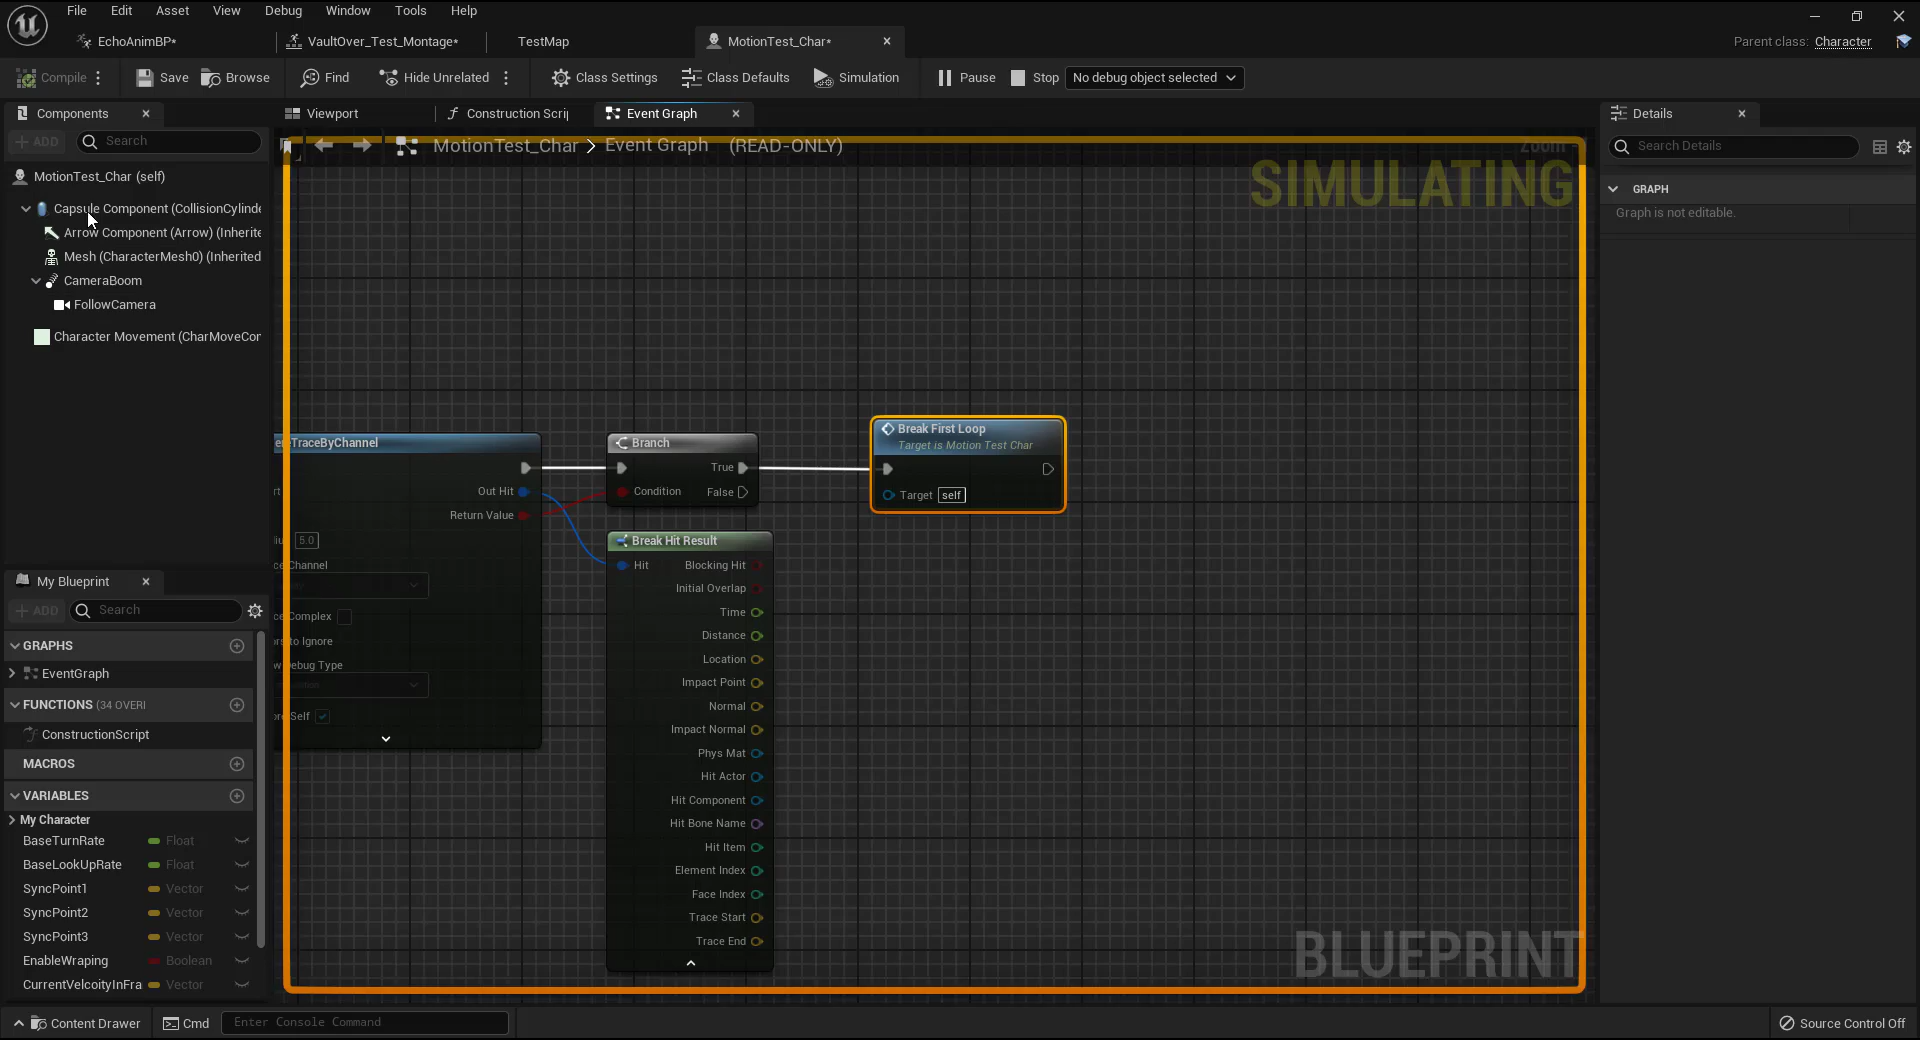 File Edit Asset View Debug Window Tools Help
EchoAnimBP* VaultOver_Test_Montage* TestMap MotionTest_Char* Parent class: Character
Compile Save Browse Find Hide Unrelated Class Settings Class Defaults Simulation Pause Stop No debug object selected
Components Viewport Construction Scrij Event Graph Details
ADD Search MotionTest_Char > Event Graph (READ-ONLY) Zoom Search Details
MotionTest_Char (self) SIMULATING GRAPH
Capsule Component (CollisionCylinde Graph is not editable.
Arrow Component (Arrow) (Inherite
Mesh (CharacterMesh0) (Inherited
CameraBoom
FollowCamera
Character Movement (CharMoveCor
ereTraceByChannel
Out Hit
Return Value
5.0
ce Channel
ce Complex
ors to Ignore
w Debug Type
ore Self
Branch
True
Condition False
Break First Loop
Target is Motion Test Char
Target self
Break Hit Result
Hit Blocking Hit
Initial Overlap
Time
Distance
Location
Impact Point
Normal
Impact Normal
Phys Mat
Hit Actor
Hit Component
Hit Bone Name
Hit Item
Element Index
Face Index
Trace Start
Trace End
My Blueprint
ADD Search
GRAPHS
EventGraph
FUNCTIONS (34 OVERI
ConstructionScript
MACROS
VARIABLES
My Character
BaseTurnRate Float
BaseLookUpRate Float
SyncPoint1 Vector
SyncPoint2 Vector
SyncPoint3 Vector
EnableWraping Boolean
CurrentVelcoityInFra Vector
BLUEPRINT
Content Drawer Cmd Enter Console Command Source Control Off